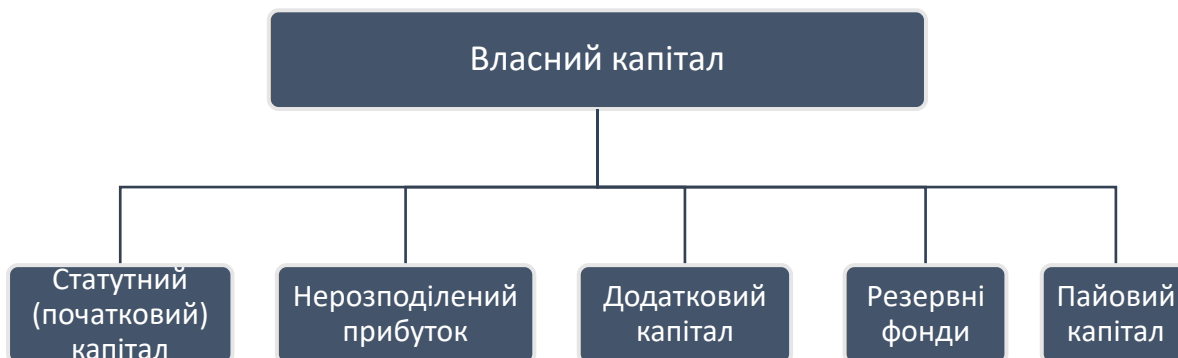 Власний капітал
Статутний
(початковий)
капітал
Нерозподілений
прибуток
Додатковий
капітал
Резервні
фонди
Пайовий
капітал